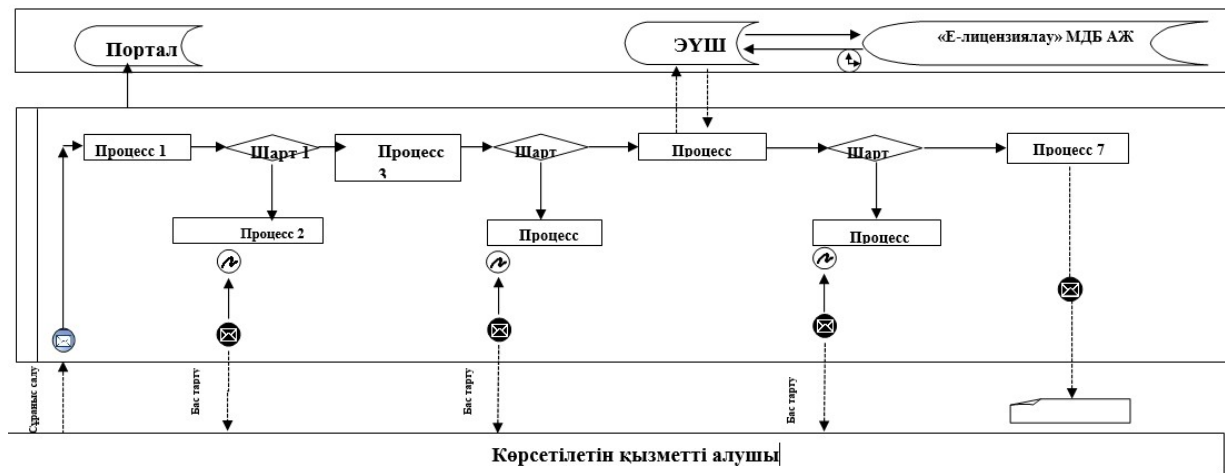 Портал
ЭҮШ
«Е-лицензиялау» МДБ АЖ
Процесс 1
Шарт 1
Процесс
3
Шарт
Процесс
Шарт
Процесс 7
Процесс 2
Процесс
Процесс
Сұраныс салу
Бас тарту
Бас тарту
Бас тарту
Көрсетілетін қызметті алушы